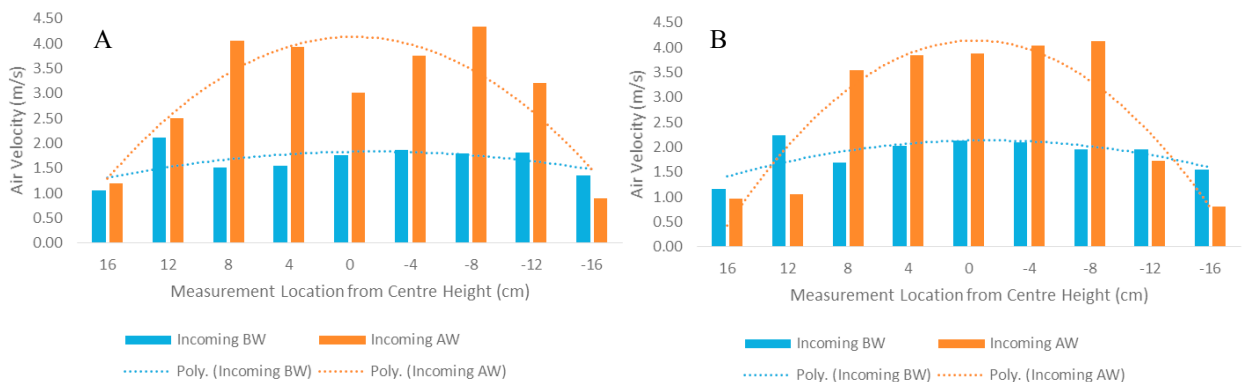 A
Air Velocity (m/s)
4.50
4.00
3.50
3.00
2.50
2.00
1.50
1.00
0.50
0.00
16 12 8 4 0 -4 -8 -12 -16
Measurement Location from Centre Height (cm)
Incoming BW Incoming AW
Poly. (Incoming BW) Poly. (Incoming AW)
B
Air Velocity (m/s)
4.50
4.00
3.50
3.00
2.50
2.00
1.50
1.00
0.50
0.00
16 12 8 4 0 -4 -8 -12 -16
Measurement Location from Centre Height (cm)
Incoming BW Incoming AW
Poly. (Incoming BW) Poly. (Incoming AW)